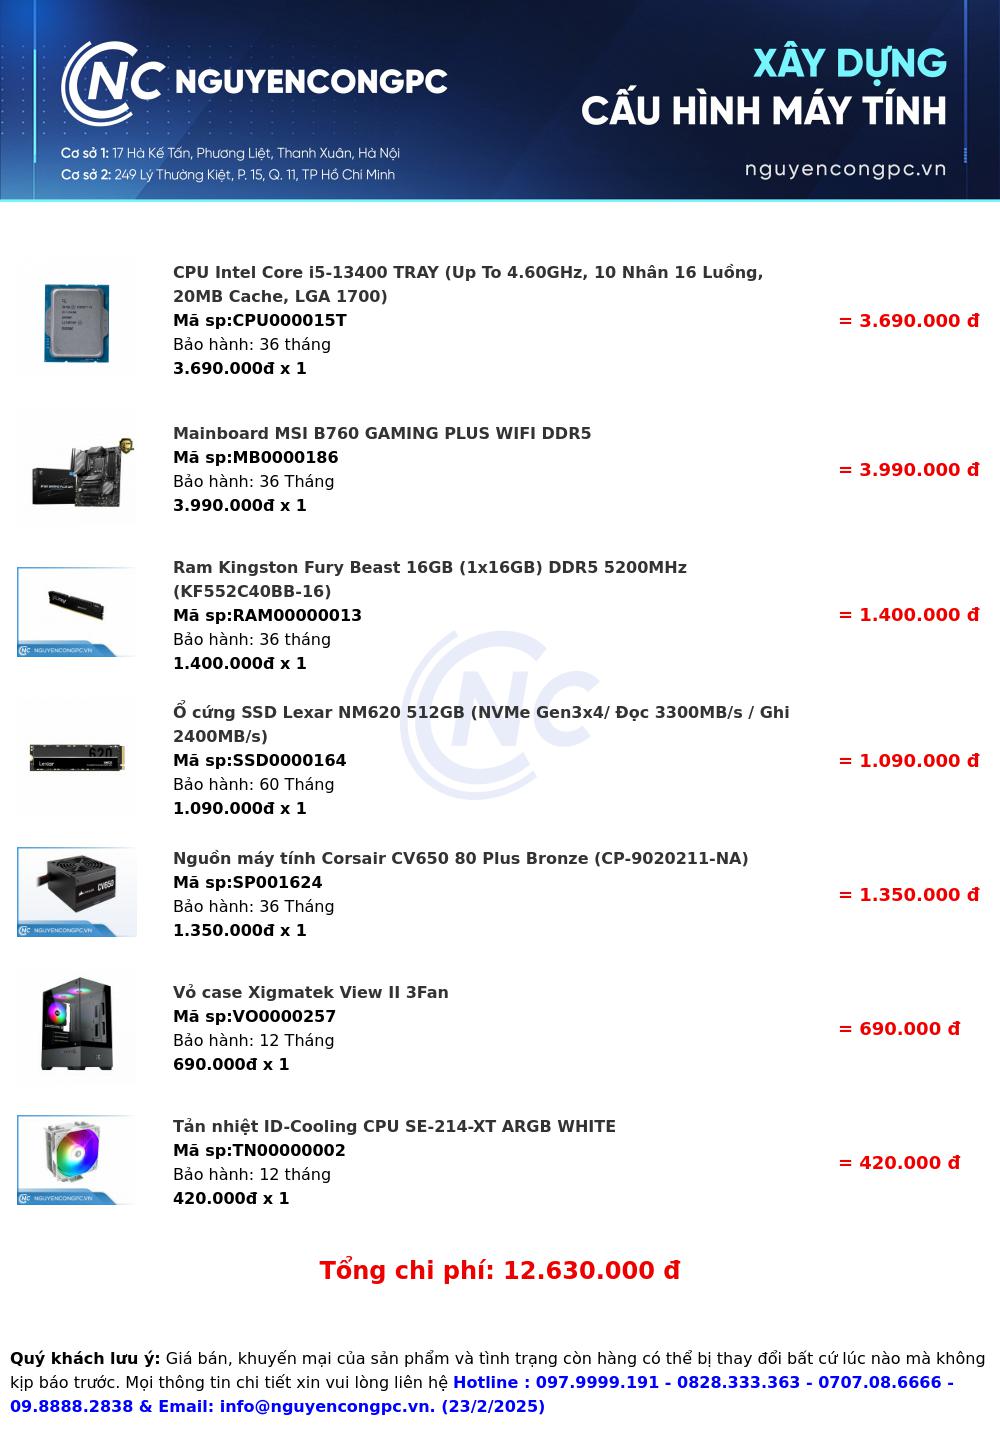 NC NGUYENCONGPC
XÂY DỰNG
CẤU HÌNH MÁY TÍNH
Cơ sở 1: 17 Hà Kế Tấn, Phương Liệt, Thanh Xuân, Hà Nội
Cơ sở 2: 249 Lý Thường Kiệt, P. 15, Q. 11, TP Hồ Chí Minh
nguyencongpc.vn
CPU Intel Core i5-13400 TRAY (Up To 4.60GHz, 10 Nhân 16 Luồng,
20MB Cache, LGA 1700)
Mã sp:CPU000015T
Bảo hành: 36 tháng
3.690.000đ x 1
= 3.690.000 đ
Mainboard MSI B760 GAMING PLUS WIFI DDR5
Mã sp:MB0000186
Bảo hành: 36 Tháng
3.990.000đ x 1
= 3.990.000 đ
Ram Kingston Fury Beast 16GB (1x16GB) DDR5 5200MHz
(KF552C40BB-16)
Mã sp:RAM00000013
Bảo hành: 36 tháng
1.400.000đ x 1
= 1.400.000 đ
NC NGUYENCONGPC.VN
NC
Ổ cứng SSD Lexar NM620 512GB (NVMe Gen3x4/ Đọc 3300MB/s / Ghi
2400MB/s)
Mã sp:SSD0000164
Bảo hành: 60 Tháng
1.090.000đ x 1
= 1.090.000 đ
Lexar
620
Nguồn máy tính Corsair CV650 80 Plus Bronze (CP-9020211-NA)
Mã sp:SP001624
Bảo hành: 36 Tháng
1.350.000đ x 1
= 1.350.000 đ
CV650
NC NGUYENCONGPC.VN
Vỏ case Xigmatek View II 3Fan
Mã sp:VO0000257
Bảo hành: 12 Tháng
690.000đ x 1
= 690.000 đ
Tản nhiệt ID-Cooling CPU SE-214-XT ARGB WHITE
Mã sp:TN00000002
Bảo hành: 12 tháng
420.000đ x 1
= 420.000 đ
NC NGUYENCONGPC.VN
Tổng chi phí: 12.630.000 đ
Quý khách lưu ý: Giá bán, khuyến mại của sản phẩm và tình trạng còn hàng có thể bị thay đổi bất cứ lúc nào mà không
kịp báo trước. Mọi thông tin chi tiết xin vui lòng liên hệ Hotline : 097.9999.191 - 0828.333.363 - 0707.08.6666 -
09.8888.2838 & Email: info@nguyencongpc.vn. (23/2/2025)